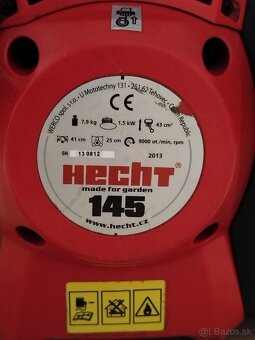 WERCO spol. s r.o. - U Mototechny 131 - 251 62 Tehovec - Czech Republic
CE
7,9 kg 1,5 kW 43 cm³
41 cm 25 cm 9000 ot./min, rpm
SN 13 0812 2013
HECHT®
made for garden
145
www.hecht.cz
bazos.sk